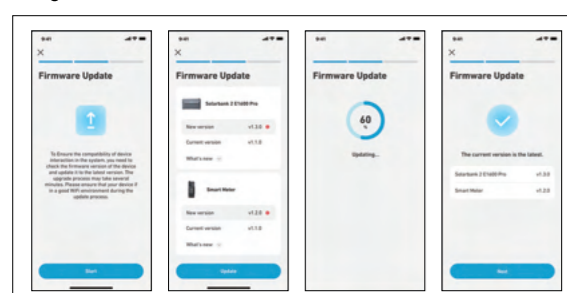 9:41
Firmware Update
To Ensure the compatibility of device
interaction in the system, you need to
check the firmware version of the device
and update it to the latest version. The
upgrade process may take several
minutes. Please ensure that your device if
in a good WiFi environment during the
update process.
Start
9:41
Firmware Update
Solarbank 2 E1600 Pro
New version v1.3.0
Current version v1.1.0
What's new
Smart Meter
New version v1.2.0
Current version v1.1.0
What's new
Update
9:41
Firmware Update
60
%
Updating...
9:41
Firmware Update
The current version is the latest.
Solarbank 2 E1600 Pro v1.3.0
Smart Meter v1.2.0
Next